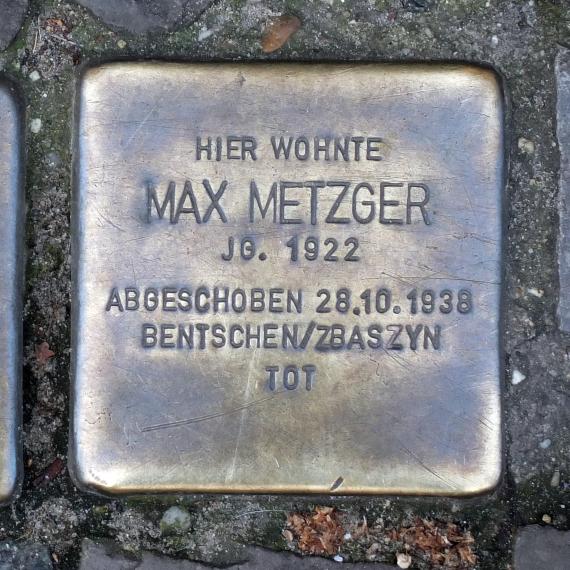 HIER WOHNTE
MAX METZGER
JG. 1922
ABGESCHOBEN 28.10.1938
BENTSCHEN/ZBASZYN
TOT